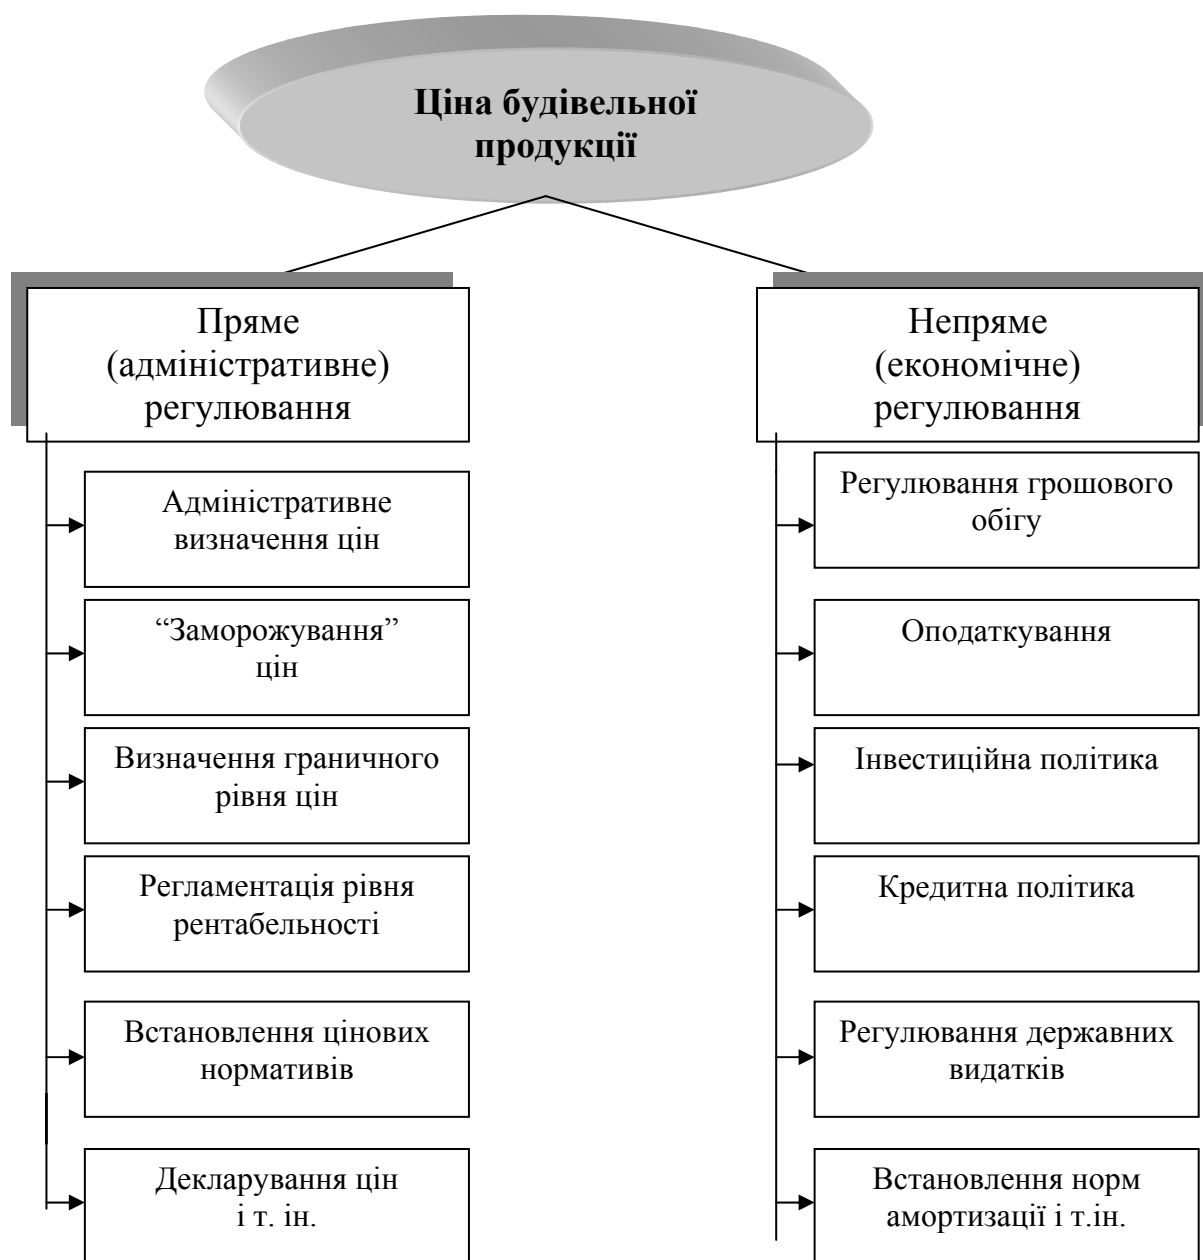 Ціна будівельної
продукції
Пряме
(адміністративне)
регулювання
Адміністративне
визначення цін
“Заморожування”
цін
Визначення граничного
рівня цін
Регламентація рівня
рентабельності
Встановлення цінових
нормативів
Декларування цін
і т. ін.
Непряме
(економічне)
регулювання
Регулювання грошового
обігу
Оподаткування
Інвестиційна політика
Кредитна політика
Регулювання державних
видатків
Встановлення норм
амортизації і т.ін.